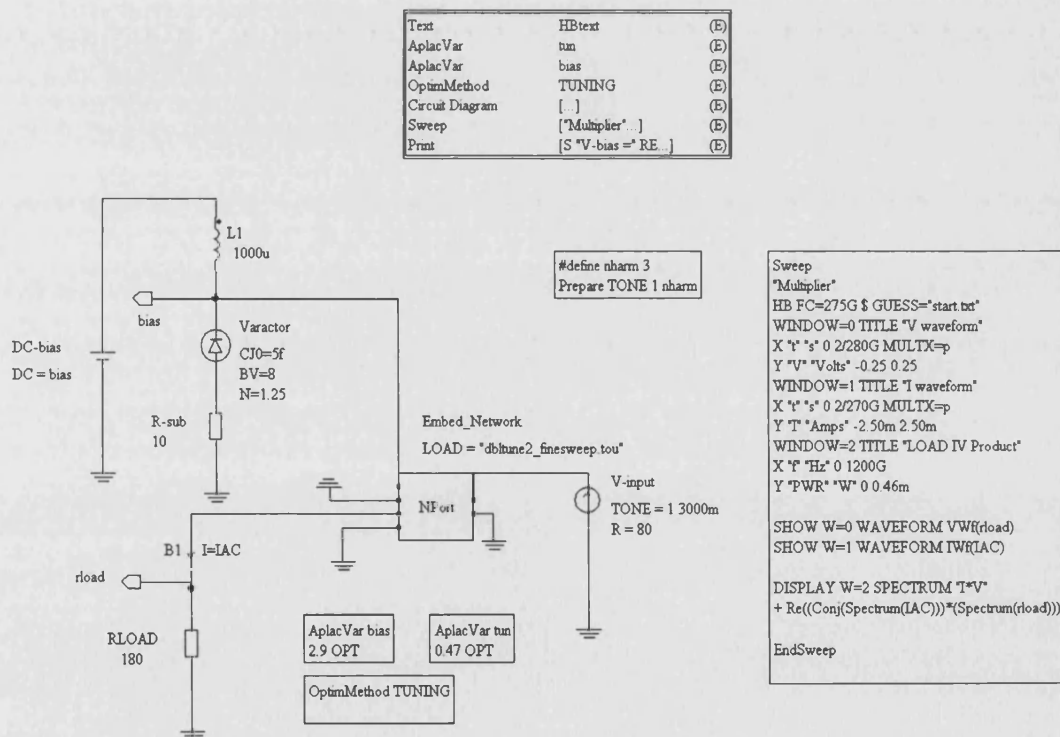 Text HBtext (E)
AplacVar tun (E)
AplacVar bias (E)
OptimMethod TUNING (E)
Circuit Diagram [...] (E)
Sweep ["Multiplier"...] (E)
Print [S "V-bias =" RE...] (E)
L1
1000u
bias
DC-bias
DC = bias
Varactor
CJ0=5f
BV=8
N=1.25
R-sub
10
#define nharm 3
Prepare TONE 1 nharm
Embed_Network
LOAD = "dbltune2_finesweep.tou"
NPort
V-input
TONE = 1 3000m
R = 80
B1 I=IAC
rload
RLOAD
180
AplacVar bias
2.9 OPT
AplacVar tun
0.47 OPT
OptimMethod TUNING
Sweep
"Multiplier"
HB FC=275G $ GUESS="start.txt"
WINDOW=0 TITLE "V waveform"
X "t" "s" 0 2/280G MULTX=p
Y "V" "Volts" -0.25 0.25
WINDOW=1 TITLE "I waveform"
X "t" "s" 0 2/270G MULTX=p
Y "I" "Amps" -2.50m 2.50m
WINDOW=2 TITLE "LOAD IV Product"
X "f" "Hz" 0 1200G
Y "PWR" "W" 0 0.46m
SHOW W=0 WAVEFORM VWf(rload)
SHOW W=1 WAVEFORM IWf(IAC)
DISPLAY W=2 SPECTRUM "I*V"
+ Re((Conj(Spectrum(IAC)))*(Spectrum(rload)))
EndSweep